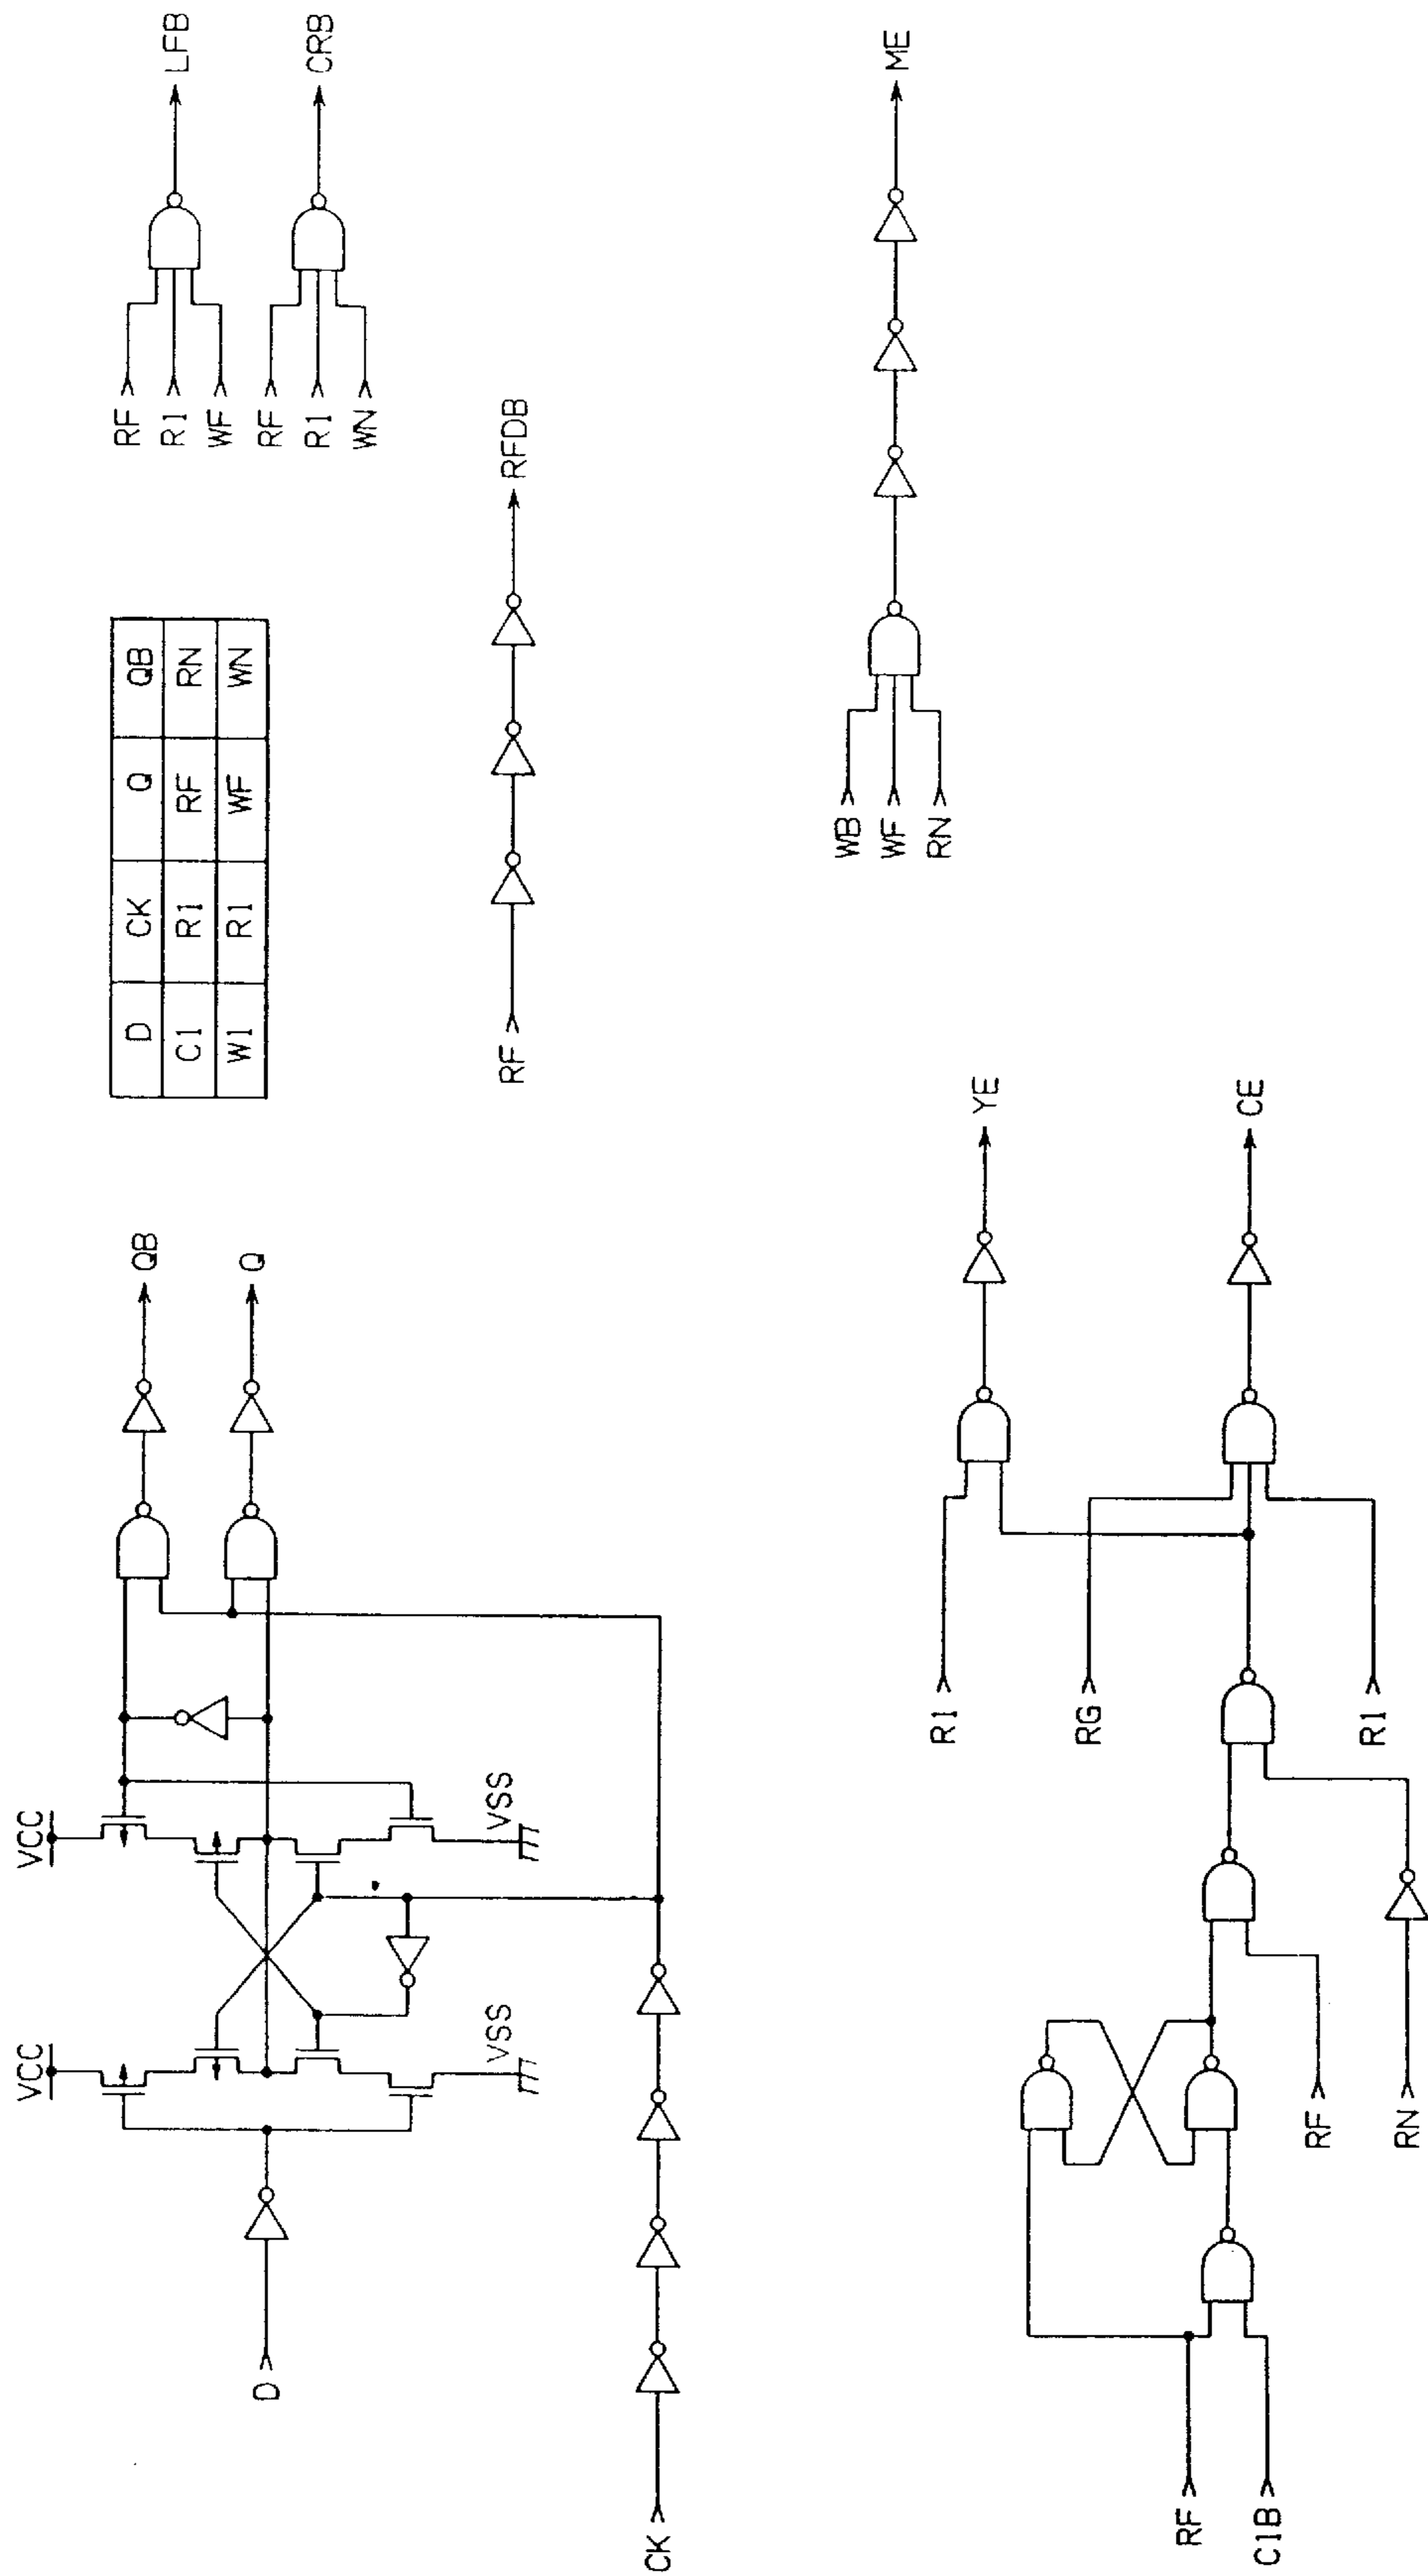 VCC
VCC
D
VSS
VSS
CK
QB
Q
D CK Q QB
C1 R1 RF RN
W1 R1 WF WN
RF
R1
WF
LFB
RF
R1
WN
CRB
RF
RFDB
RF
C1B
RF
RN
R1
RG
R1
YE
CE
WB
WF
RN
ME